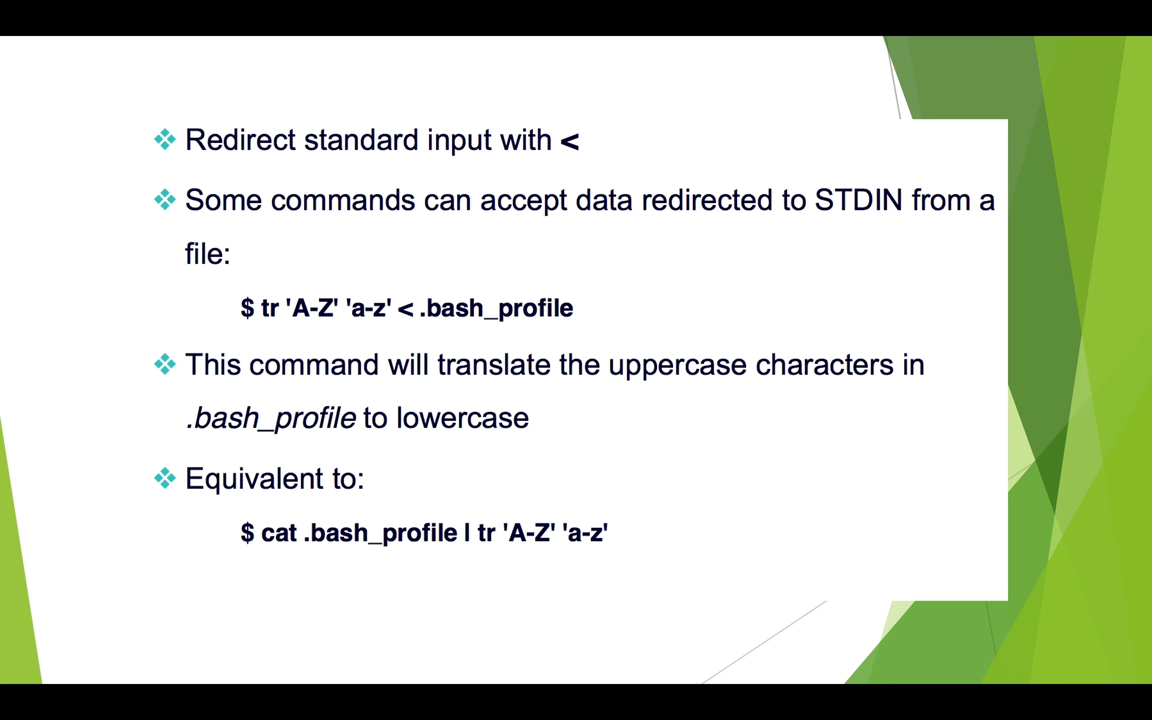 Redirect standard input with <
Some commands can accept data redirected to STDIN from a
file:
$ tr 'A-Z' 'a-z' < .bash_profile
This command will translate the uppercase characters in
.bash_profile to lowercase
Equivalent to:
$ cat .bash_profile | tr 'A-Z' 'a-z'